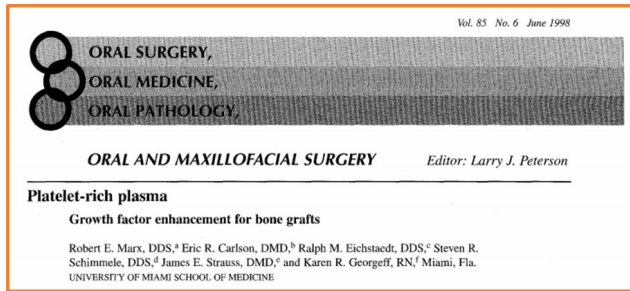 Vol. 85 No. 6 June 1998
ORAL SURGERY,
ORAL MEDICINE,
ORAL PATHOLOGY,
ORAL AND MAXILLOFACIAL SURGERY Editor: Larry J. Peterson
Platelet-rich plasma
Growth factor enhancement for bone grafts
Robert E. Marx, DDS,a Eric R. Carlson, DMD,b Ralph M. Eichstaedt, DDS,c Steven R.
Schimmele, DDS,d James E. Strauss, DMD,e and Karen R. Georgeff, RN,f Miami, Fla.
UNIVERSITY OF MIAMI SCHOOL OF MEDICINE